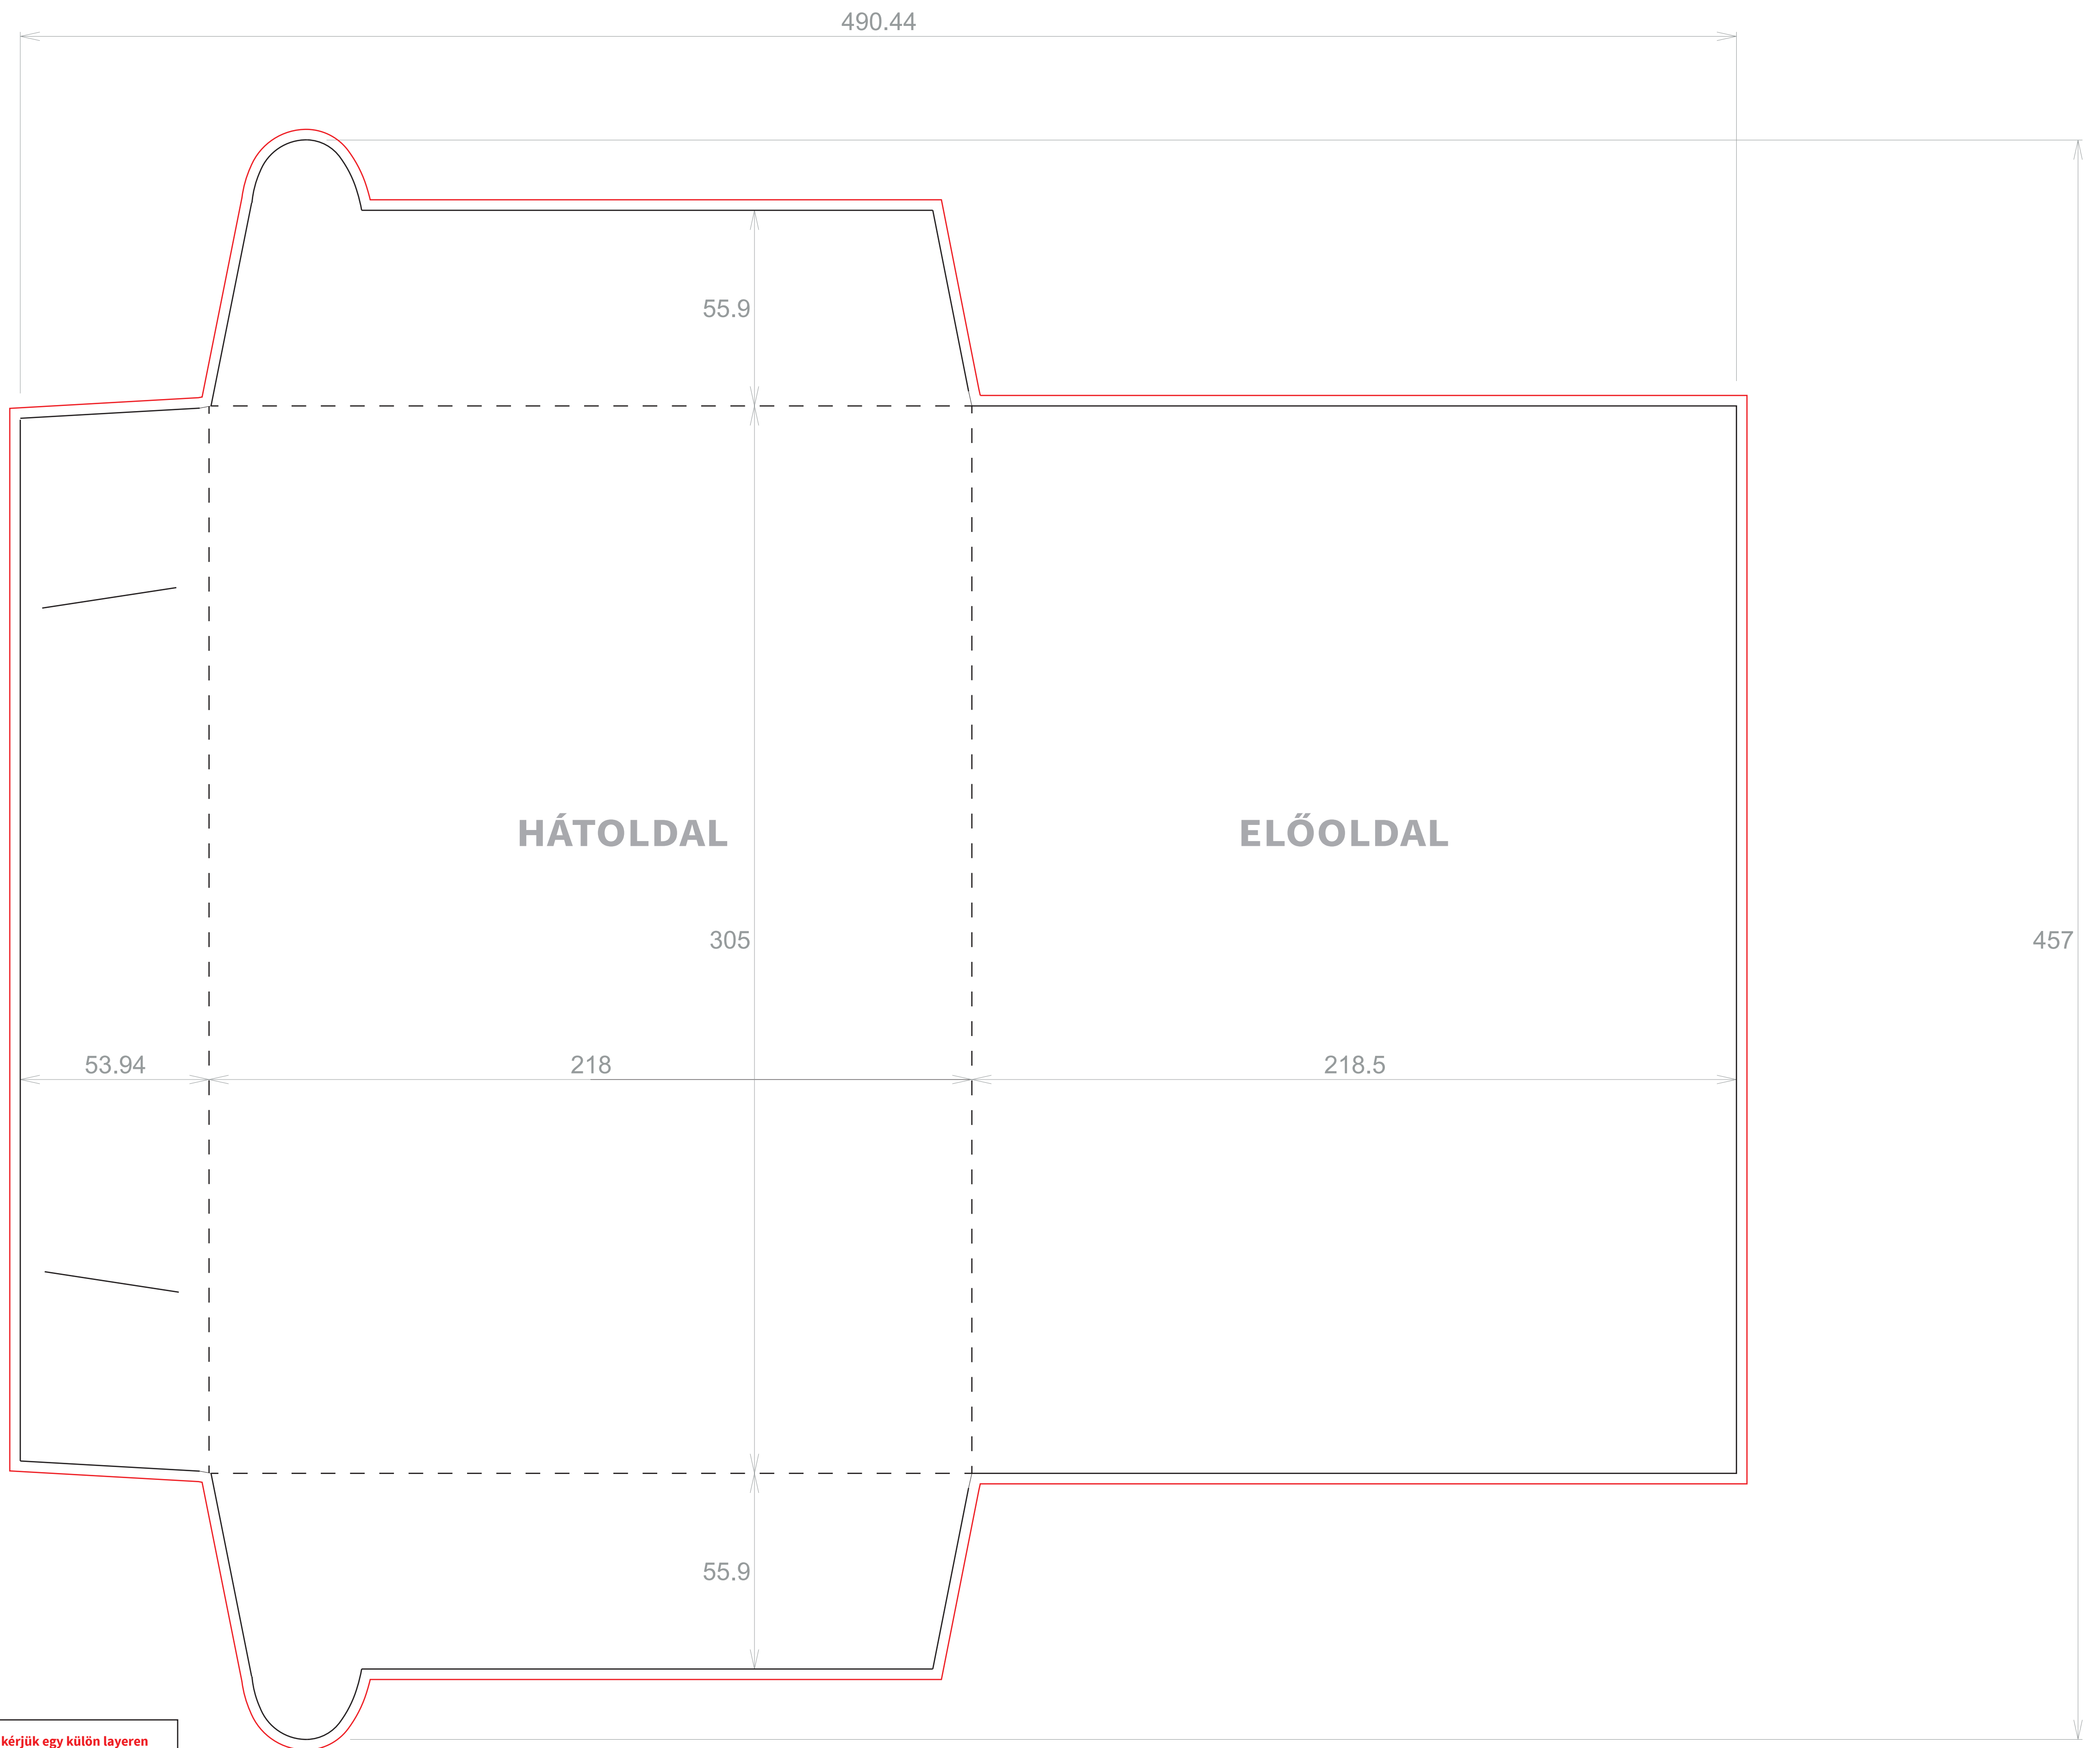 490.44
55.9
HÁTOLDAL
ELŐOLDAL
305
457
53.94
218
218.5
55.9
kérjük egy külön layeren